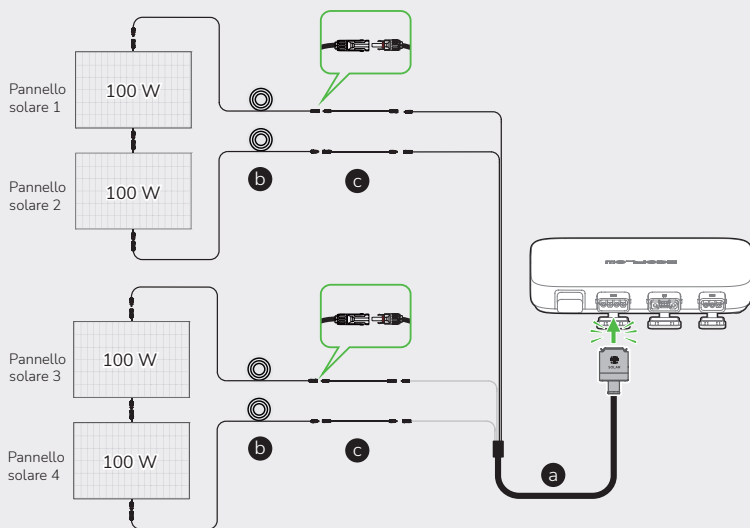 Pannello
solare 1
100 W
Pannello
solare 2
100 W
b
c
Pannello
solare 3
100 W
Pannello
solare 4
100 W
b
c
SOLAR
a